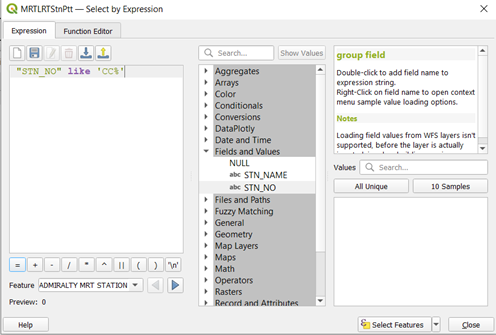 MRTLRTStnPtt — Select by Expression
Expression
Function Editor
"STN_NO" like 'CC%'
= + - / * ^ || ( ) '\n'
Feature ADMIRALTY MRT STATION
Preview: 0
Help
Search...
Show Values
Aggregates
Arrays
Color
Conditionals
Conversions
DataPlotly
Date and Time
Fields and Values
NULL
abc STN_NAME
abc STN_NO
Files and Paths
Fuzzy Matching
General
Geometry
Map Layers
Maps
Math
Operators
Rasters
Record and Attributes
group field
Double-click to add field name to
expression string.
Right-Click on field name to open context
menu sample value loading options.
Notes
Loading field values from WFS layers isn't
supported, before the layer is actually
Values
Search...
All Unique
10 Samples
Select Features
Close